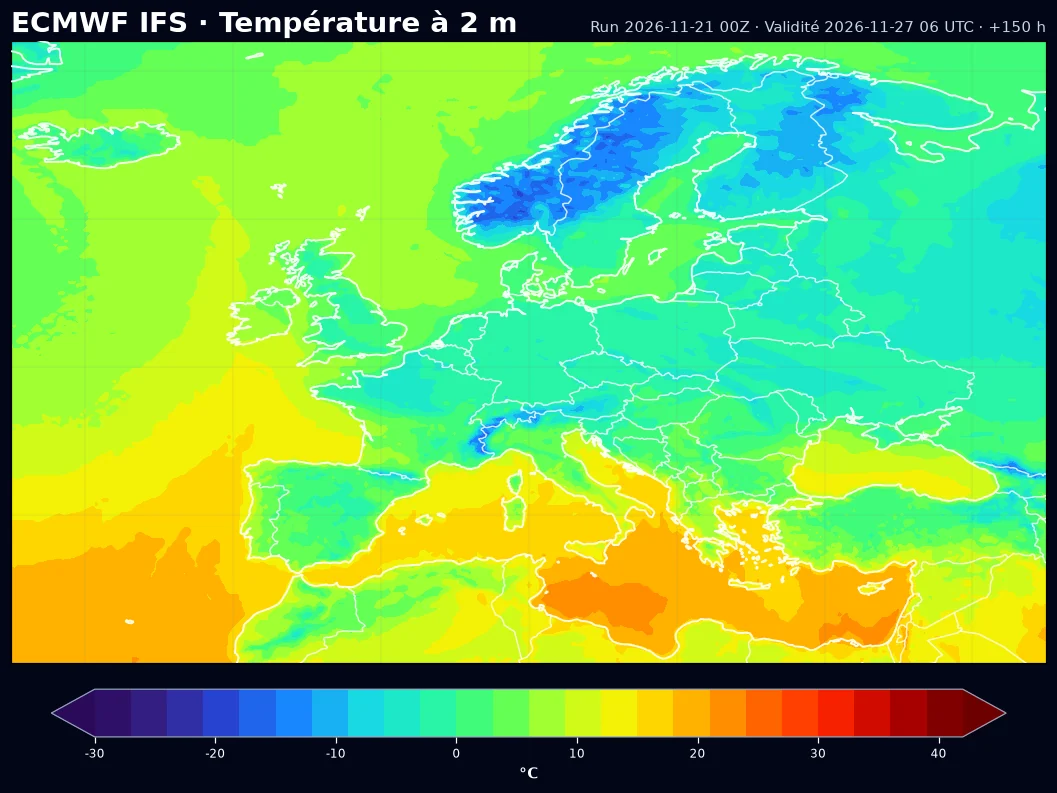 ECMWF IFS · Température à 2 m
Run 2026-11-21 00Z · Validité 2026-11-27 06 UTC · +150 h
-30 -20 -10 0 10 20 30 40
°C